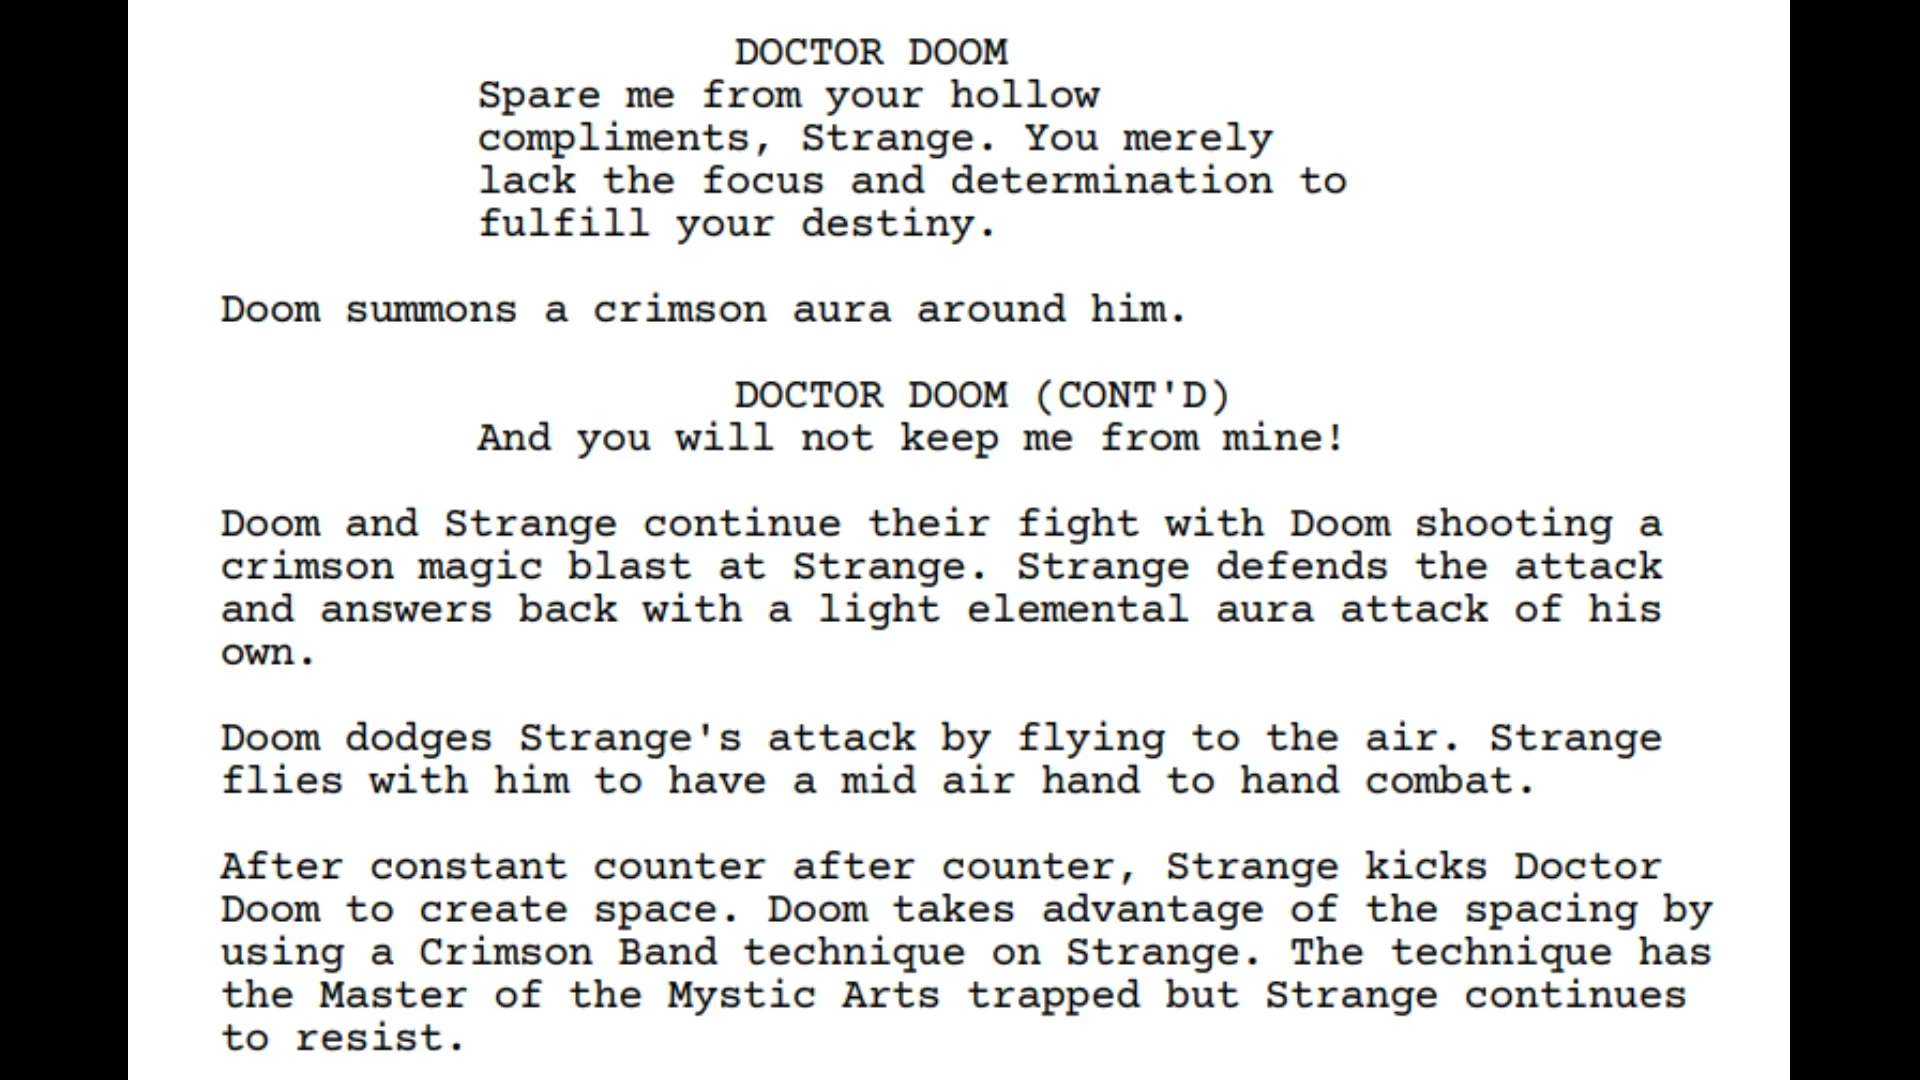 DOCTOR DOOM
Spare me from your hollow
compliments, Strange. You merely
lack the focus and determination to
fulfill your destiny.
Doom summons a crimson aura around him.
DOCTOR DOOM (CONT'D)
And you will not keep me from mine!
Doom and Strange continue their fight with Doom shooting a
crimson magic blast at Strange. Strange defends the attack
and answers back with a light elemental aura attack of his
own.
Doom dodges Strange's attack by flying to the air. Strange
flies with him to have a mid air hand to hand combat.
After constant counter after counter, Strange kicks Doctor
Doom to create space. Doom takes advantage of the spacing by
using a Crimson Band technique on Strange. The technique has
the Master of the Mystic Arts trapped but Strange continues
to resist.